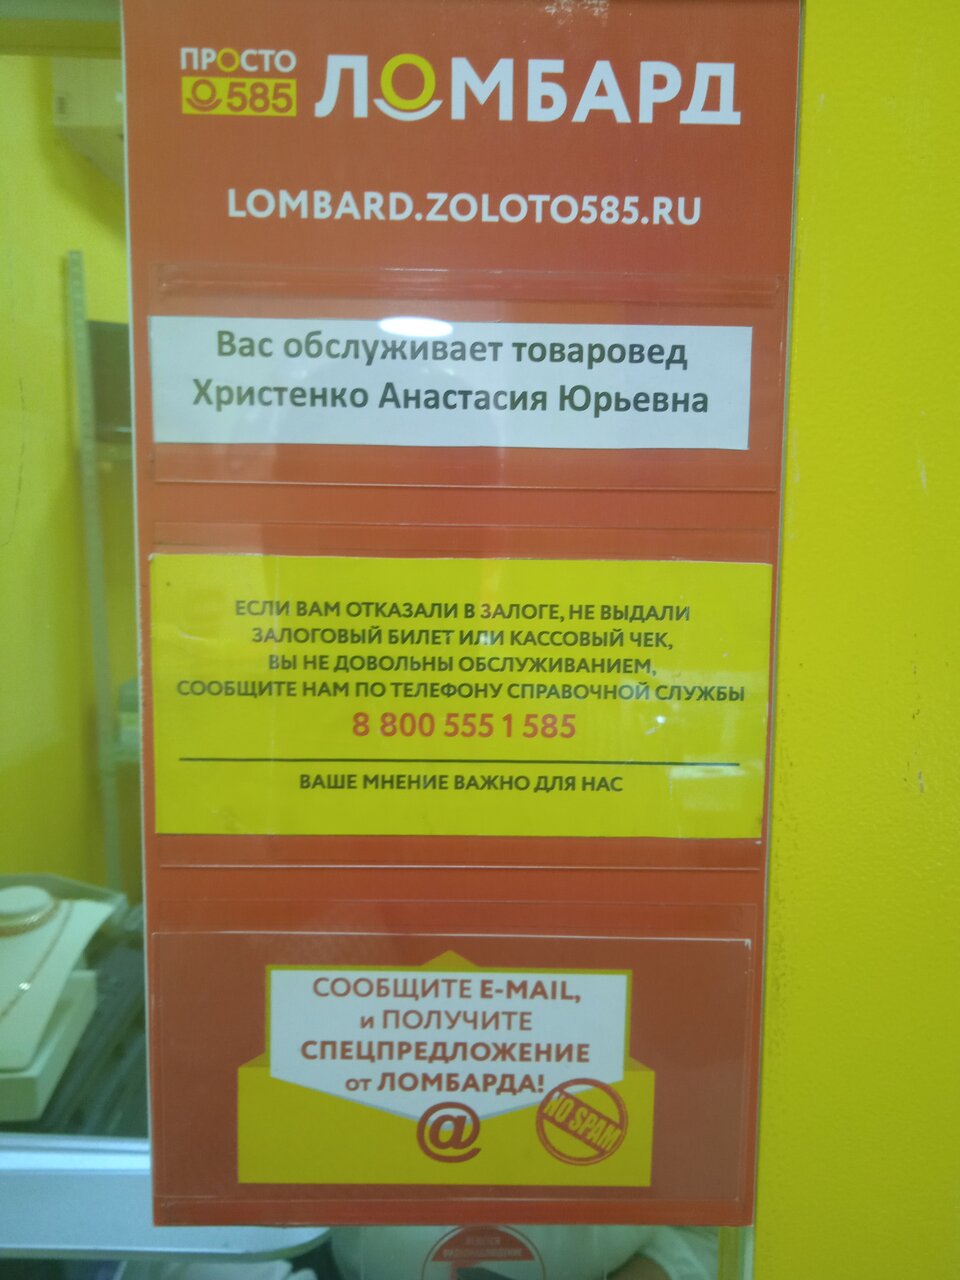 ПРОСТО
585 ЛОМБАРД
LOMBARD.ZOLOTO585.RU
Вас обслуживает товаровед
Христенко Анастасия Юрьевна
ЕСЛИ ВАМ ОТКАЗАЛИ В ЗАЛОГЕ, НЕ ВЫДАЛИ
ЗАЛОГОВЫЙ БИЛЕТ ИЛИ КАССОВЫЙ ЧЕК,
ВЫ НЕ ДОВОЛЬНЫ ОБСЛУЖИВАНИЕМ,
СООБЩИТЕ НАМ ПО ТЕЛЕФОНУ СПРАВОЧНОЙ СЛУЖБЫ
8 800 555 1 585
ВАШЕ МНЕНИЕ ВАЖНО ДЛЯ НАС
СООБЩИТЕ E-MAIL,
и ПОЛУЧИТЕ
СПЕЦПРЕДЛОЖЕНИЕ
от ЛОМБАРДА!
@
NO SPAM
ВЕДЕТСЯ
ВИДЕОНАБЛЮДЕНИЕ